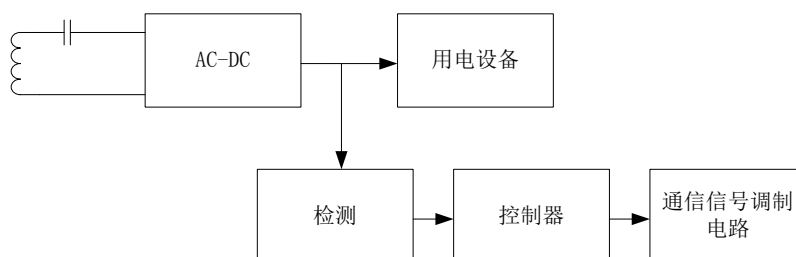 AC-DC
用电设备
检测
控制器
通信信号调制
电路